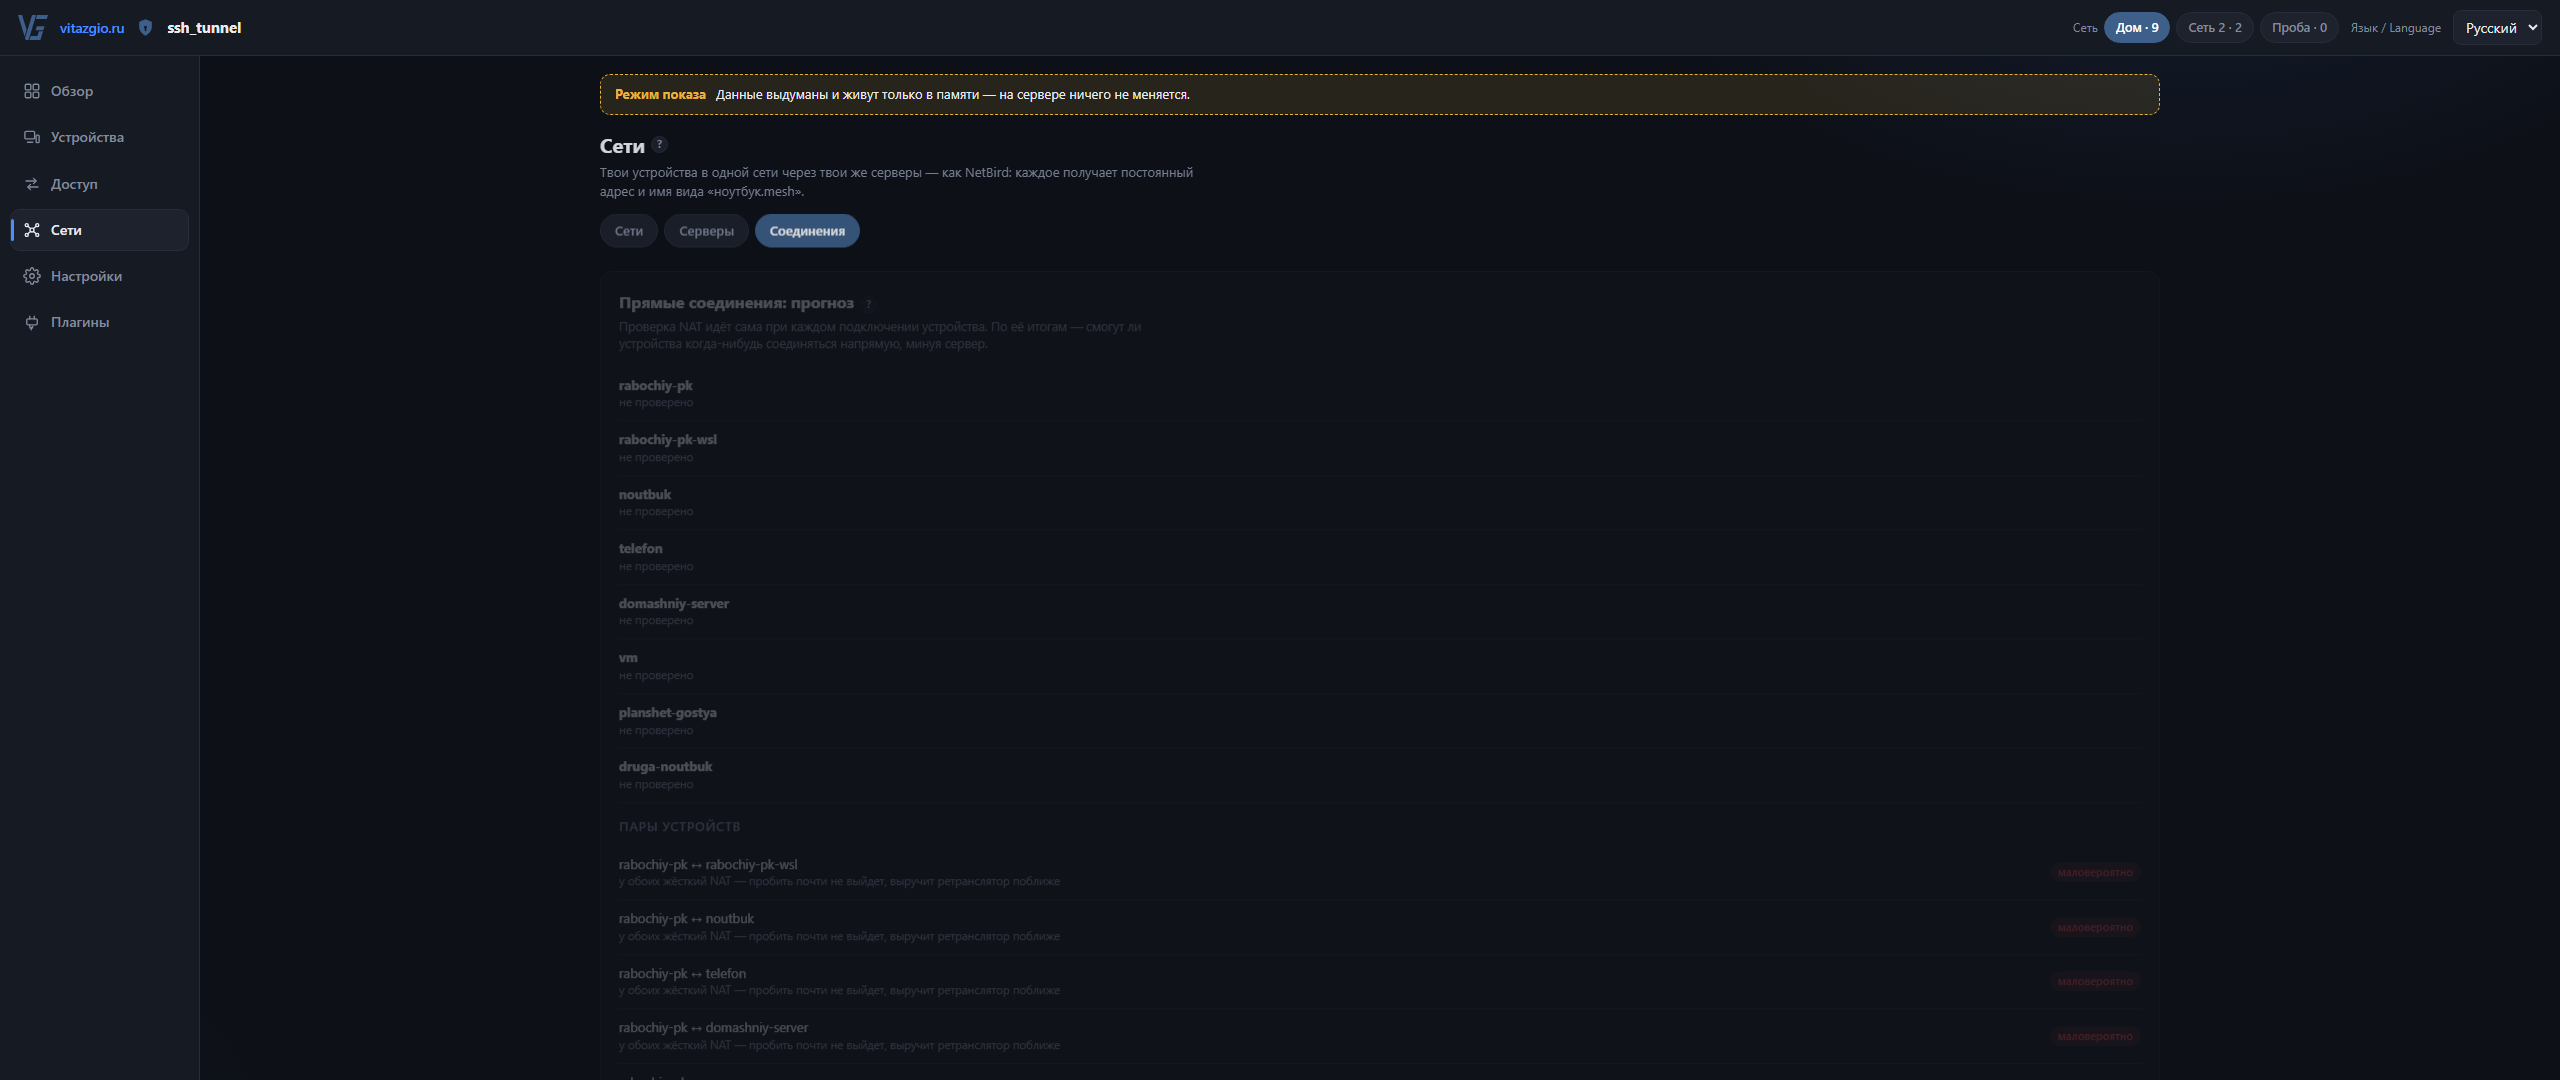 vitazgio.ru ssh_tunnel
Сеть Дом · 9 Сеть 2 · 2 Проба · 0 Язык / Language Русский
Обзор
Устройства
Доступ
Сети
Настройки
Плагины
Режим показа Данные выдуманы и живут только в памяти — на сервере ничего не меняется.
Сети ?
Твои устройства в одной сети через твои же серверы — как NetBird: каждое получает постоянный
адрес и имя вида «ноутбук.mesh».
Сети Серверы Соединения
Прямые соединения: прогноз ?
Проверка NAT идёт сама при каждом подключении устройства. По её итогам — смогут ли
устройства когда-нибудь соединяться напрямую, минуя сервер.
rabochiy-pk
не проверено
rabochiy-pk-wsl
не проверено
noutbuk
не проверено
telefon
не проверено
domashniy-server
не проверено
vm
не проверено
planshet-gostya
не проверено
druga-noutbuk
не проверено
ПАРЫ УСТРОЙСТВ
rabochiy-pk ↔ rabochiy-pk-wsl
у обоих жёсткий NAT — пробить почти не выйдет, выручит ретранслятор поближе
маловероятно
rabochiy-pk ↔ noutbuk
у обоих жёсткий NAT — пробить почти не выйдет, выручит ретранслятор поближе
маловероятно
rabochiy-pk ↔ telefon
у обоих жёсткий NAT — пробить почти не выйдет, выручит ретранслятор поближе
маловероятно
rabochiy-pk ↔ domashniy-server
у обоих жёсткий NAT — пробить почти не выйдет, выручит ретранслятор поближе
маловероятно